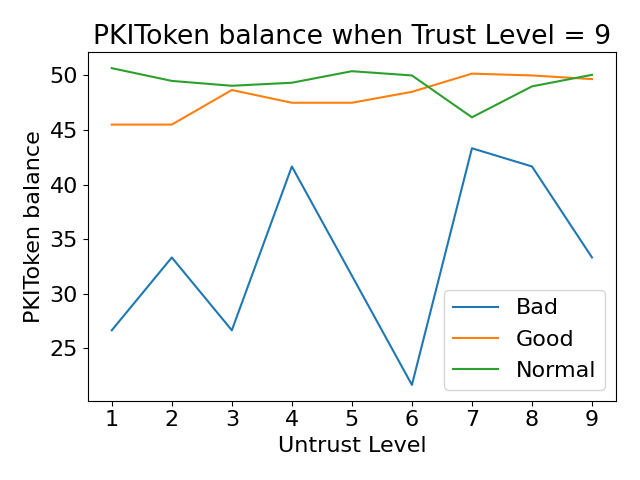 PKIToken balance when Trust Level = 9
PKIToken balance
50
45
40
35
30
25
Bad
Good
Normal
1 2 3 4 5 6 7 8 9
Untrust Level